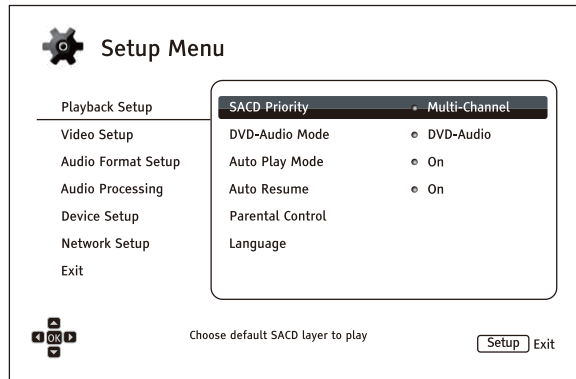 Setup Menu
Playback Setup
SACD Priority Multi-Channel
Video Setup
DVD-Audio Mode DVD-Audio
Audio Format Setup
Auto Play Mode On
Audio Processing
Auto Resume On
Device Setup
Parental Control
Network Setup
Language
Exit
OK
Choose default SACD layer to play
Setup Exit